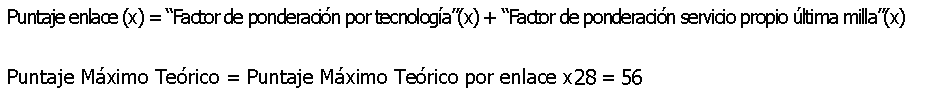 Puntaje enlace (x) = “Factor de ponderación por tecnología”(x) + “Factor de ponderación servicio propio última milla”(x)
Puntaje Máximo Teórico = Puntaje Máximo Teórico por enlace x28 = 56